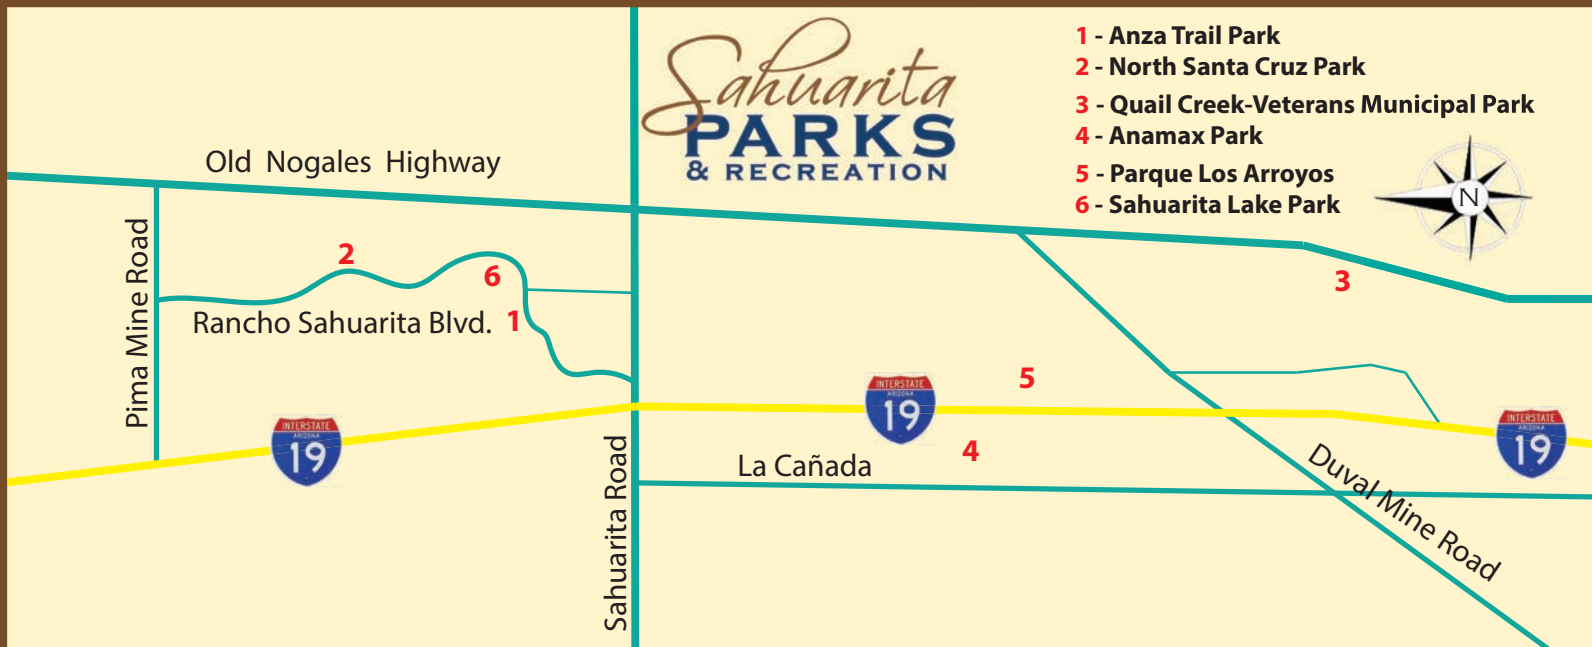 Sahuarita
PARKS
& RECREATION
1 - Anza Trail Park
2 - North Santa Cruz Park
3 - Quail Creek-Veterans Municipal Park
4 - Anamax Park
5 - Parque Los Arroyos
6 - Sahuarita Lake Park
N
Old Nogales Highway
Pima Mine Road
2
6
1
Rancho Sahuarita Blvd.
3
5
4
INTERSTATE
ARIZONA
19
INTERSTATE
ARIZONA
19
INTERSTATE
ARIZONA
19
La Cañada
Sahuarita Road
Duval Mine Road